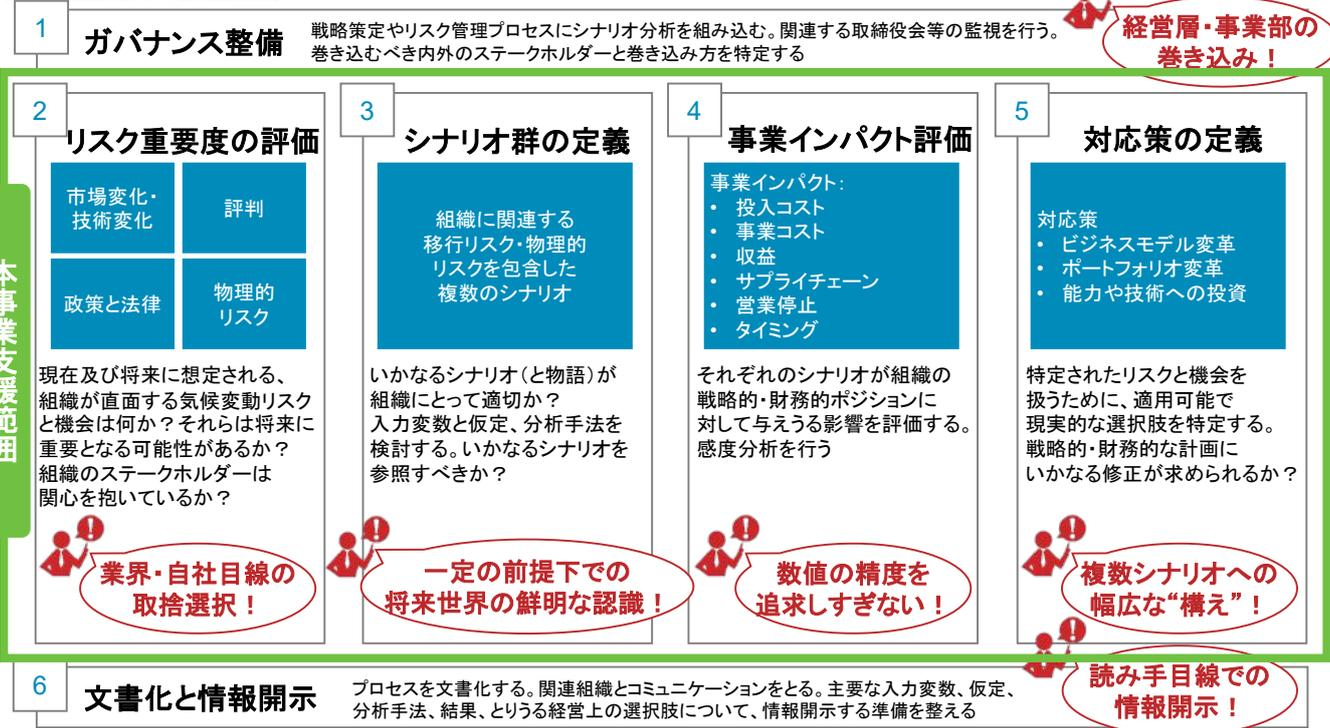 1
ガバナンス整備
戦略策定やリスク管理プロセスにシナリオ分析を組み込む。関連する取締役会等の監視を行う。
巻き込むべき内外のステークホルダーと巻き込み方を特定する
経営層・事業部の
巻き込み！
本事業支援範囲
2
リスク重要度の評価
市場変化・
技術変化
評判
政策と法律
物理的
リスク
現在及び将来に想定される、
組織が直面する気候変動リスク
と機会は何か？それらは将来に
重要となる可能性があるか？
組織のステークホルダーは
関心を抱いているか？
業界・自社目線の
取捨選択！
3
シナリオ群の定義
組織に関連する
移行リスク・物理的
リスクを包含した
複数のシナリオ
いかなるシナリオ（と物語）が
組織にとって適切か？
入力変数と仮定、分析手法を
検討する。いかなるシナリオを
参照すべきか？
一定の前提下での
将来世界の鮮明な認識！
4
事業インパクト評価
事業インパクト：
• 投入コスト
• 事業コスト
• 収益
• サプライチェーン
• 営業停止
• タイミング
それぞれのシナリオが組織の
戦略的・財務的ポジションに
対して与えうる影響を評価する。
感度分析を行う
数値の精度を
追求しすぎない！
5
対応策の定義
対応策
• ビジネスモデル変革
• ポートフォリオ変革
• 能力や技術への投資
特定されたリスクと機会を
扱うために、適用可能で
現実的な選択肢を特定する。
戦略的・財務的な計画に
いかなる修正が求められるか？
複数シナリオへの
幅広な“構え”！
6
文書化と情報開示
プロセスを文書化する。関連組織とコミュニケーションをとる。主要な入力変数、仮定、
分析手法、結果、とりうる経営上の選択肢について、情報開示する準備を整える
読み手目線での
情報開示！